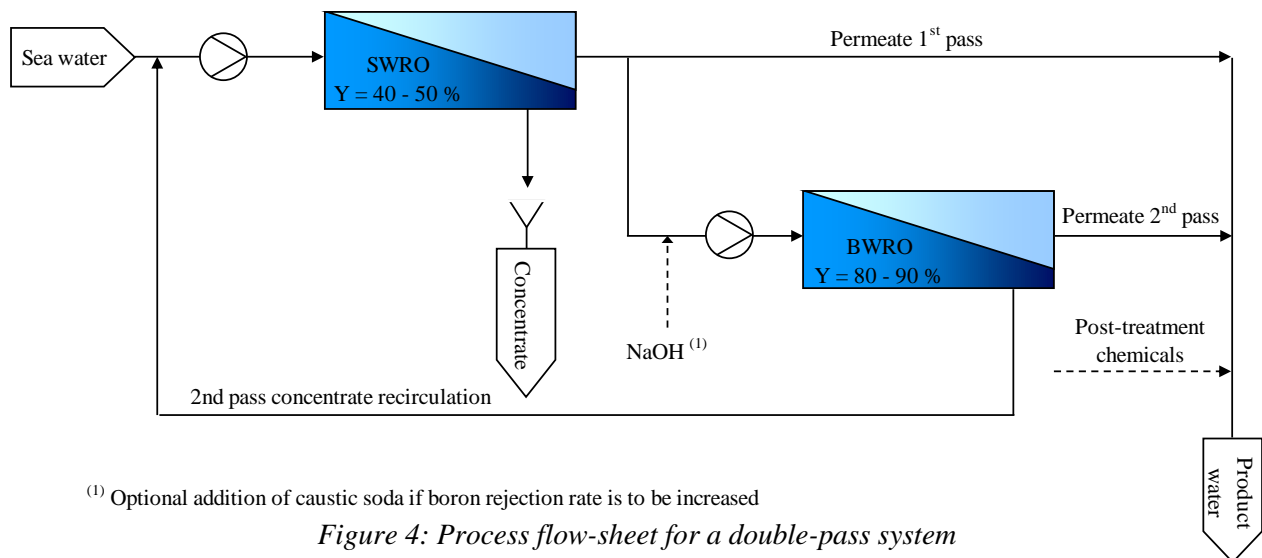 Sea water
SWRO
Y = 40 - 50 %
Permeate 1st pass
BWRO
Y = 80 - 90 %
Permeate 2nd pass
Concentrate
NaOH (1)
Post-treatment
chemicals
2nd pass concentrate recirculation
Product
water
(1) Optional addition of caustic soda if boron rejection rate is to be increased
Figure 4: Process flow-sheet for a double-pass system